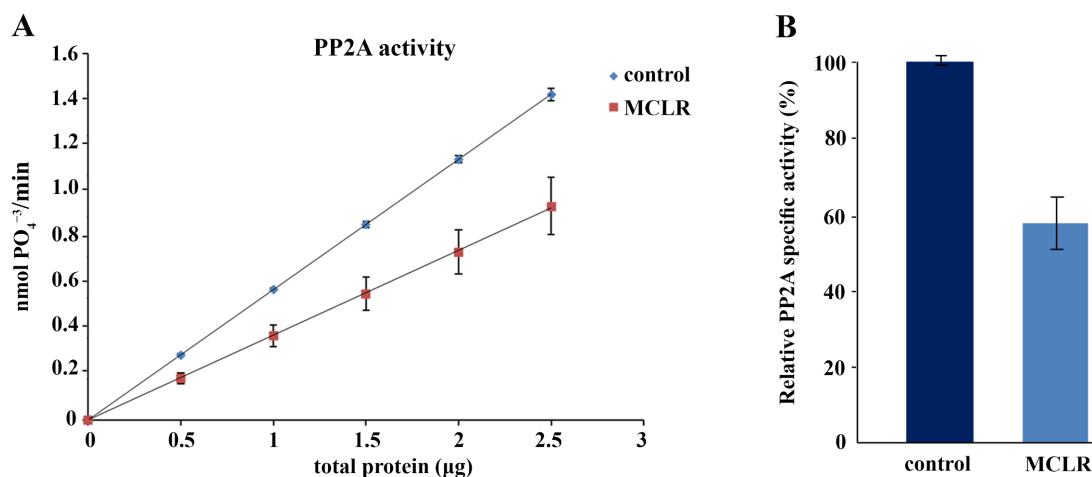 A
PP2A activity
1.6
1.4
1.2
1.0
0.8
0.6
0.4
0.2
0
nmol PO₄⁻³/min
0
0.5
1
1.5
2
2.5
3
total protein (µg)
control
MCLR
B
100
80
60
40
20
0
Relative PP2A specific activity (%)
control
MCLR